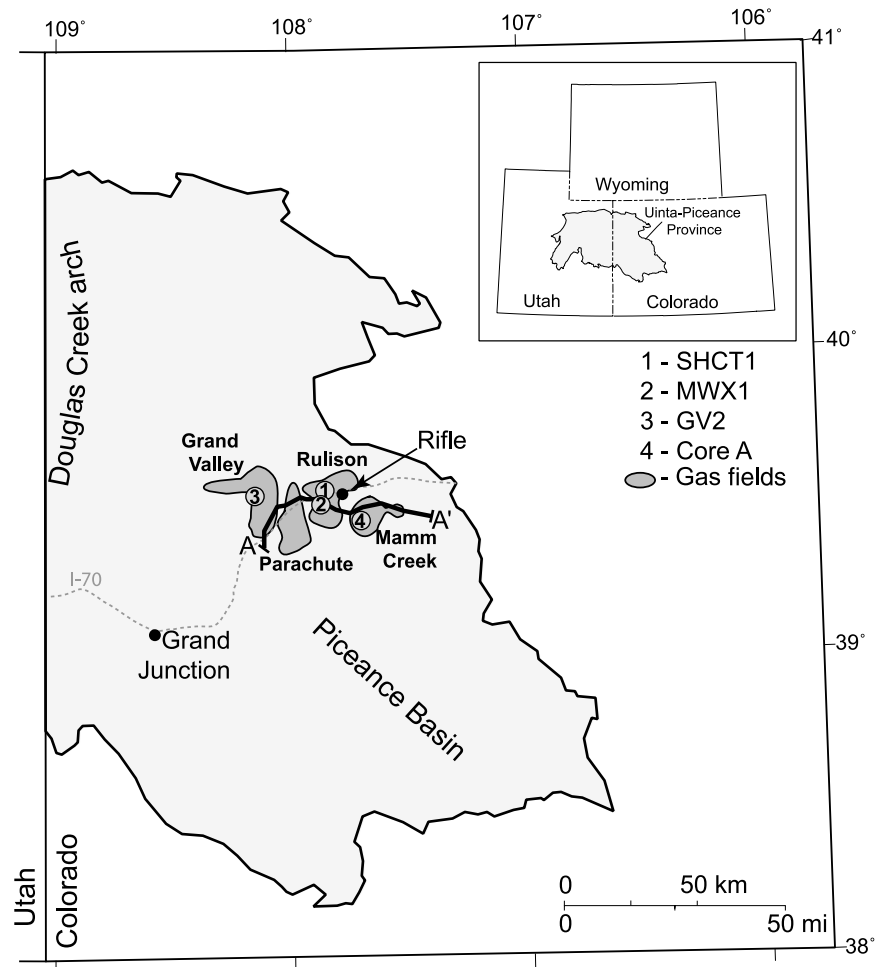 109°
108°
107°
106°
41°
Wyoming
Uinta-Piceance
Province
Utah
Colorado
40°
1 - SHCT1
2 - MWX1
3 - GV2
4 - Core A
- Gas fields
Douglas Creek arch
Grand
Valley
Rulison
Rifle
3
1
2
4
A
A'
Parachute
Mamm
Creek
I-70
Grand
Junction
39°
Piceance Basin
Utah
Colorado
0
50 km
0
50 mi
38°